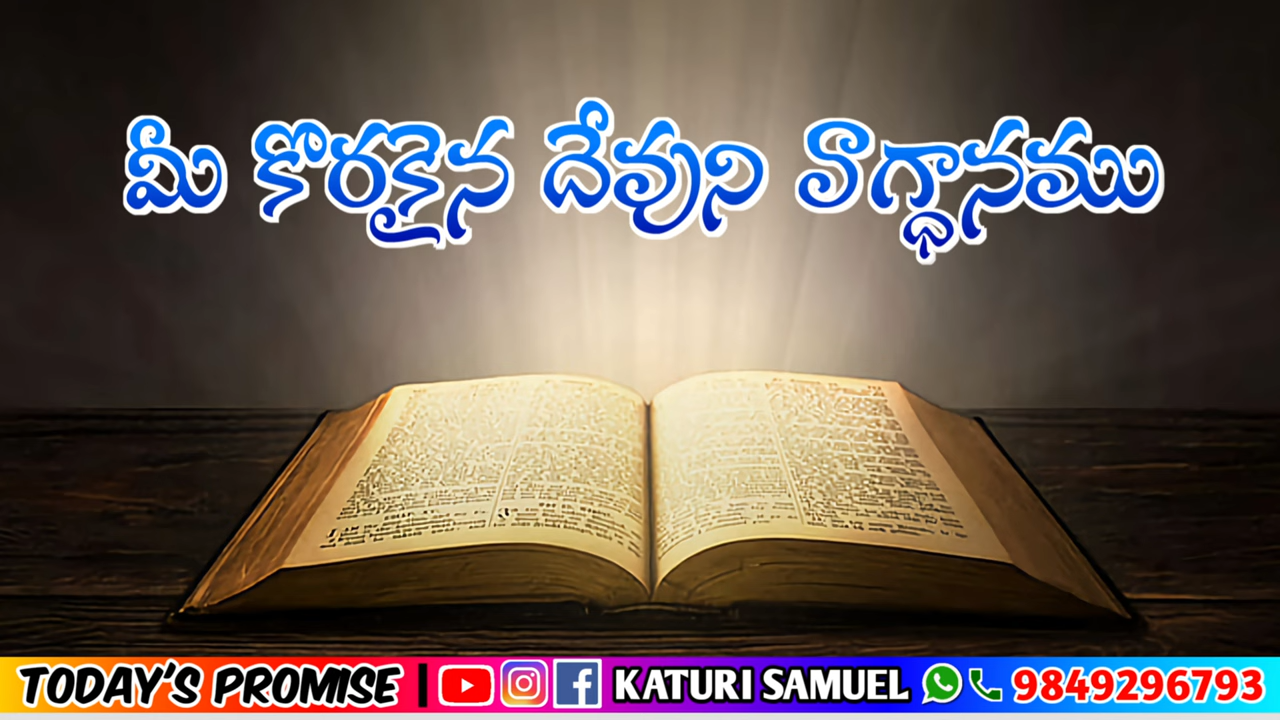 మీ కొరకైన దేవుని వాగ్ధానము
TODAY'S PROMISE | KATURI SAMUEL 9849296793